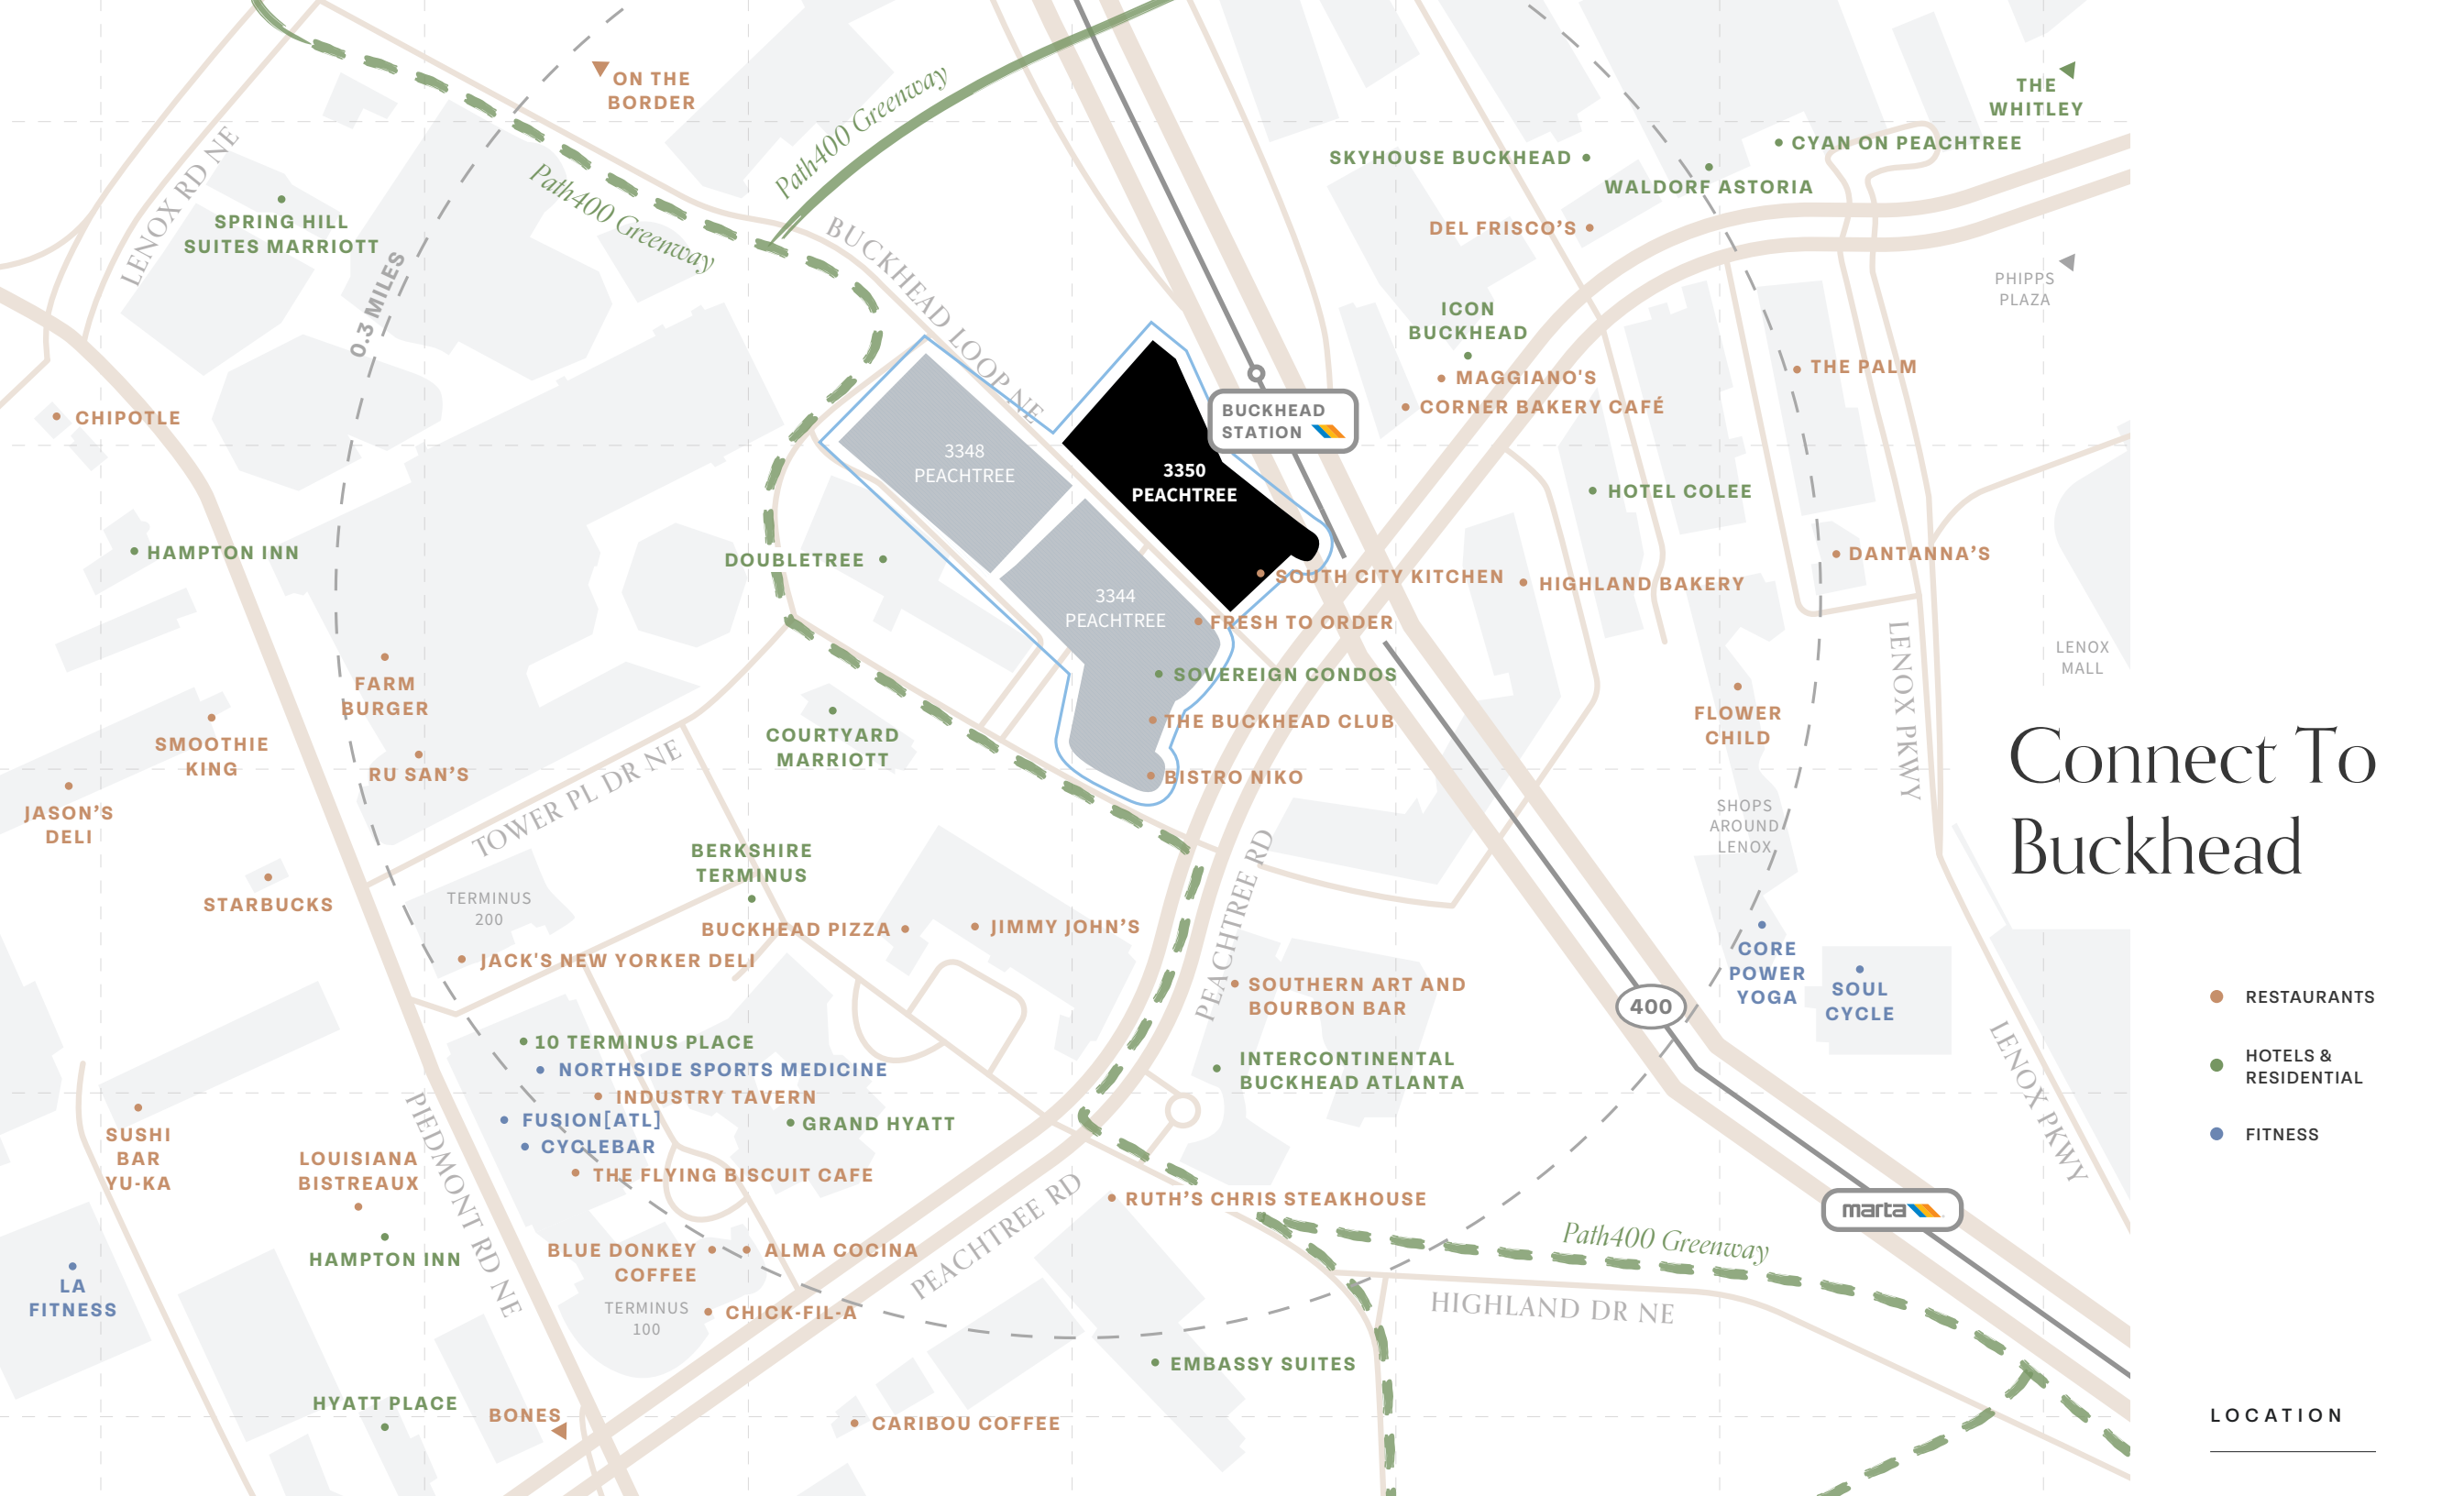 ON THE
BORDER
THE
WHITLEY
Path400 Greenway
CYAN ON PEACHTREE
SKYHOUSE BUCKHEAD
WALDORF ASTORIA
LENOX RD NE
SPRING HILL
SUITES MARRIOTT
Path400 Greenway
DEL FRISCO'S
BUCKHEAD LOOP NE
0.3 MILES
PHIPPS
PLAZA
ICON
BUCKHEAD
THE PALM
MAGGIANO'S
CORNER BAKERY CAFÉ
CHIPOTLE
BUCKHEAD
STATION
3348
PEACHTREE
3350
PEACHTREE
HOTEL COLEE
HAMPTON INN
DOUBLETREE
DANTANNA'S
SOUTH CITY KITCHEN
HIGHLAND BAKERY
3344
PEACHTREE
FRESH TO ORDER
LENOX
MALL
LENOX PKWY
SOVEREIGN CONDOS
FARM
BURGER
FLOWER
CHILD
THE BUCKHEAD CLUB
SMOOTHIE
KING
COURTYARD
MARRIOTT
RU SAN'S
BISTRO NIKO
Connect To
Buckhead
TOWER PL DR NE
JASON'S
DELI
SHOPS
AROUND
LENOX
BERKSHIRE
TERMINUS
PEACHTREE RD
STARBUCKS
TERMINUS
200
BUCKHEAD PIZZA
JIMMY JOHN'S
JACK'S NEW YORKER DELI
CORE
POWER
YOGA
SOUL
CYCLE
SOUTHERN ART AND
BOURBON BAR
400
RESTAURANTS
10 TERMINUS PLACE
NORTHSIDE SPORTS MEDICINE
INTERCONTINENTAL
BUCKHEAD ATLANTA
HOTELS &
RESIDENTIAL
INDUSTRY TAVERN
FUSION[ATL]
GRAND HYATT
CYCLEBAR
LENOX PKWY
FITNESS
SUSHI
BAR
YU-KA
LOUISIANA
BISTREAUX
THE FLYING BISCUIT CAFE
PIEDMONT RD NE
RUTH'S CHRIS STEAKHOUSE
marta
PEACHTREE RD
Path400 Greenway
HAMPTON INN
BLUE DONKEY
COFFEE
ALMA COCINA
LA
FITNESS
TERMINUS
100
CHICK-FIL-A
HIGHLAND DR NE
EMBASSY SUITES
HYATT PLACE
BONES
CARIBOU COFFEE
LOCATION